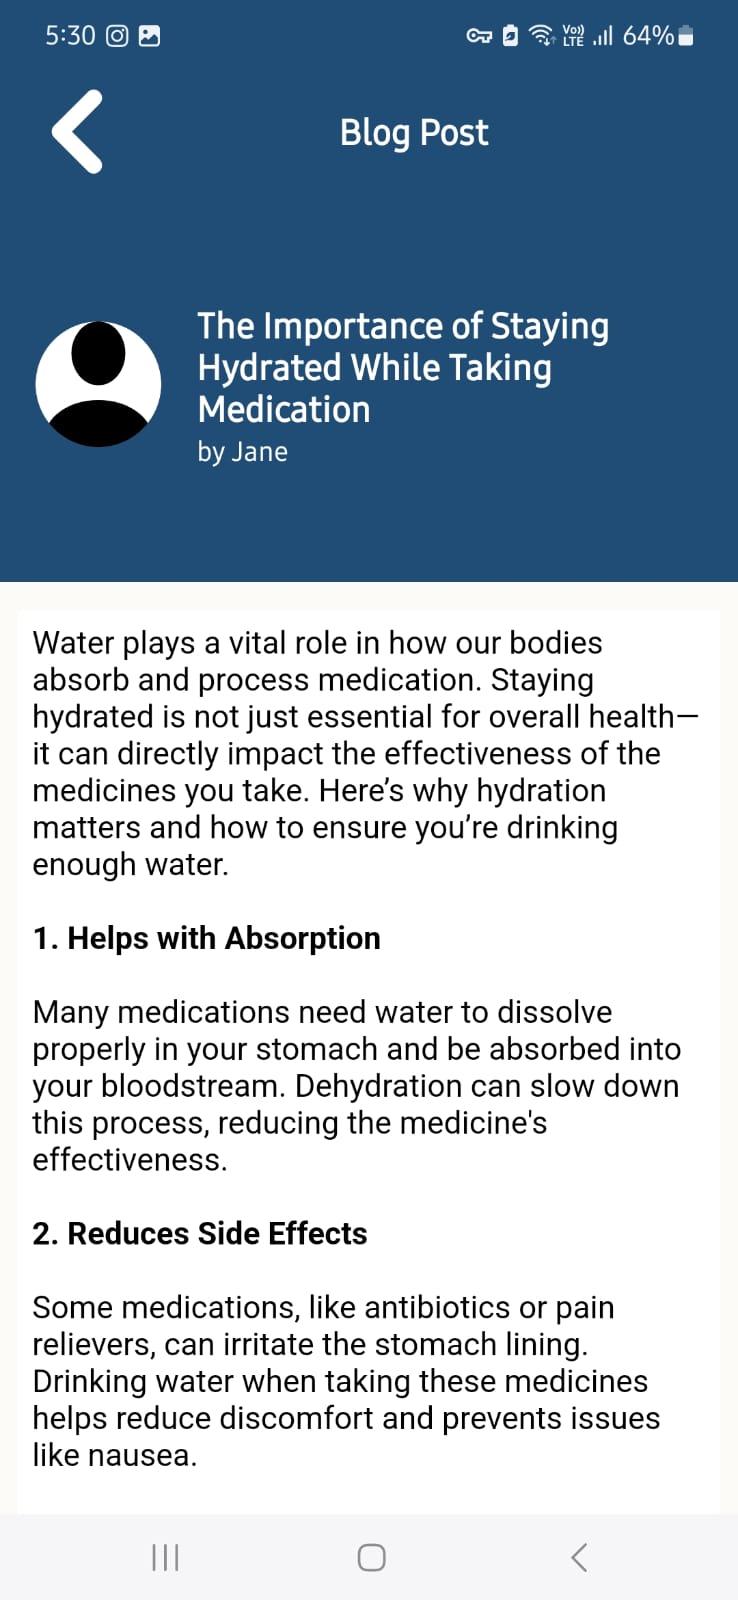 5:30
Vo))
LTE
64%
Blog Post
The Importance of Staying
Hydrated While Taking
Medication
by Jane
Water plays a vital role in how our bodies
absorb and process medication. Staying
hydrated is not just essential for overall health—
it can directly impact the effectiveness of the
medicines you take. Here’s why hydration
matters and how to ensure you’re drinking
enough water.
1. Helps with Absorption
Many medications need water to dissolve
properly in your stomach and be absorbed into
your bloodstream. Dehydration can slow down
this process, reducing the medicine's
effectiveness.
2. Reduces Side Effects
Some medications, like antibiotics or pain
relievers, can irritate the stomach lining.
Drinking water when taking these medicines
helps reduce discomfort and prevents issues
like nausea.